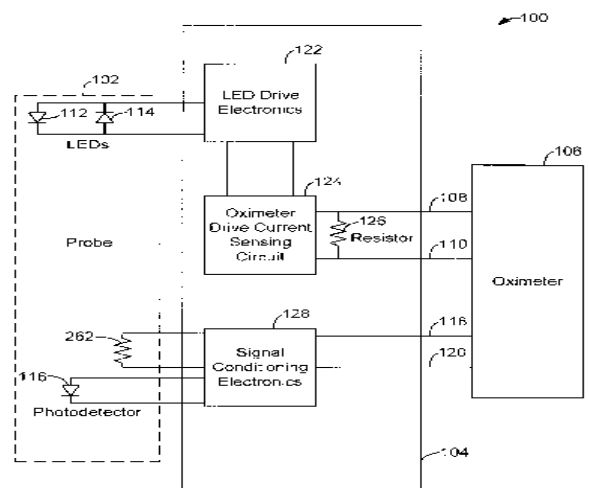 100
122
102
LED Drive
Electronics
112
114
LEDs
106
124
108
Oximeter
Drive Current
Sensing
Circuit
126
Resistor
110
Probe
Oximeter
128
262
116
Signal
Conditioning
Electronics
120
116
Photodetector
104